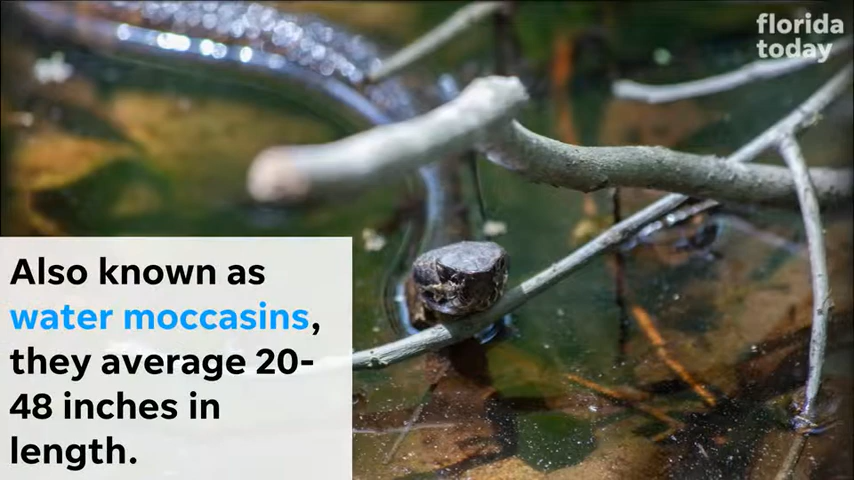 florida
today
Also known as
water moccasins,
they average 20-
48 inches in
length.